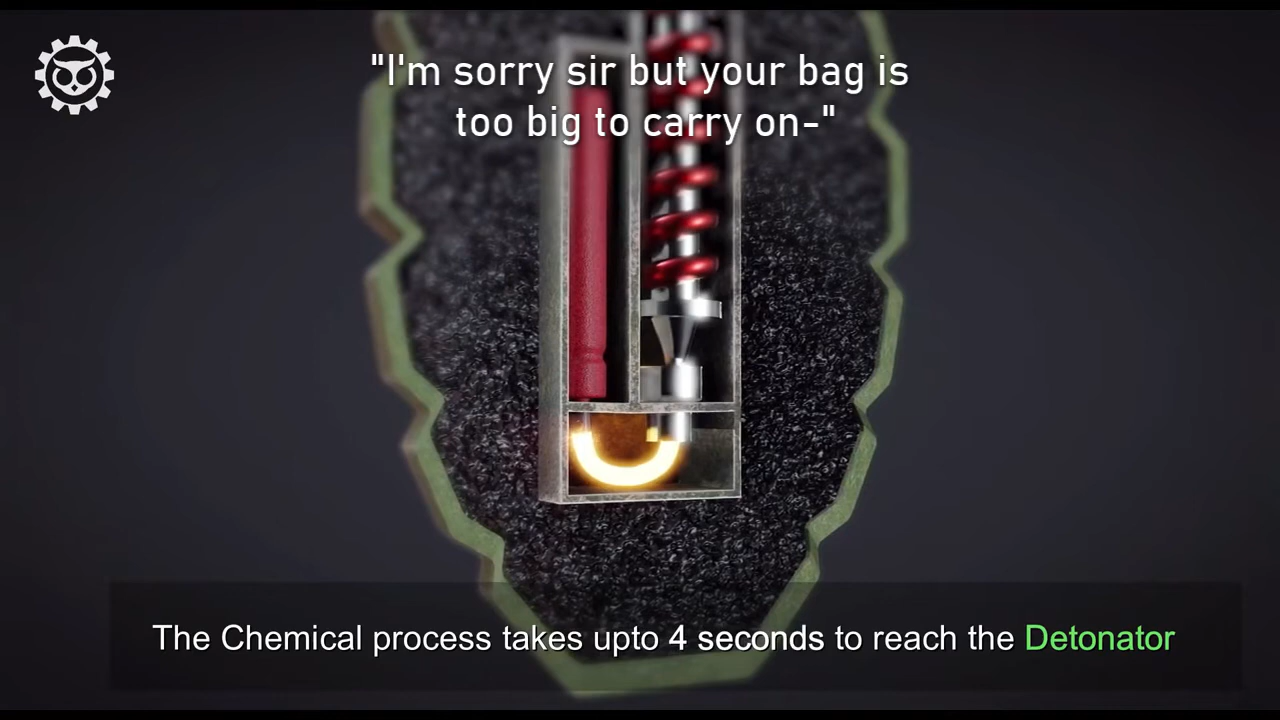 "I'm sorry sir but your bag is
too big to carry on-"
The Chemical process takes upto 4 seconds to reach the Detonator